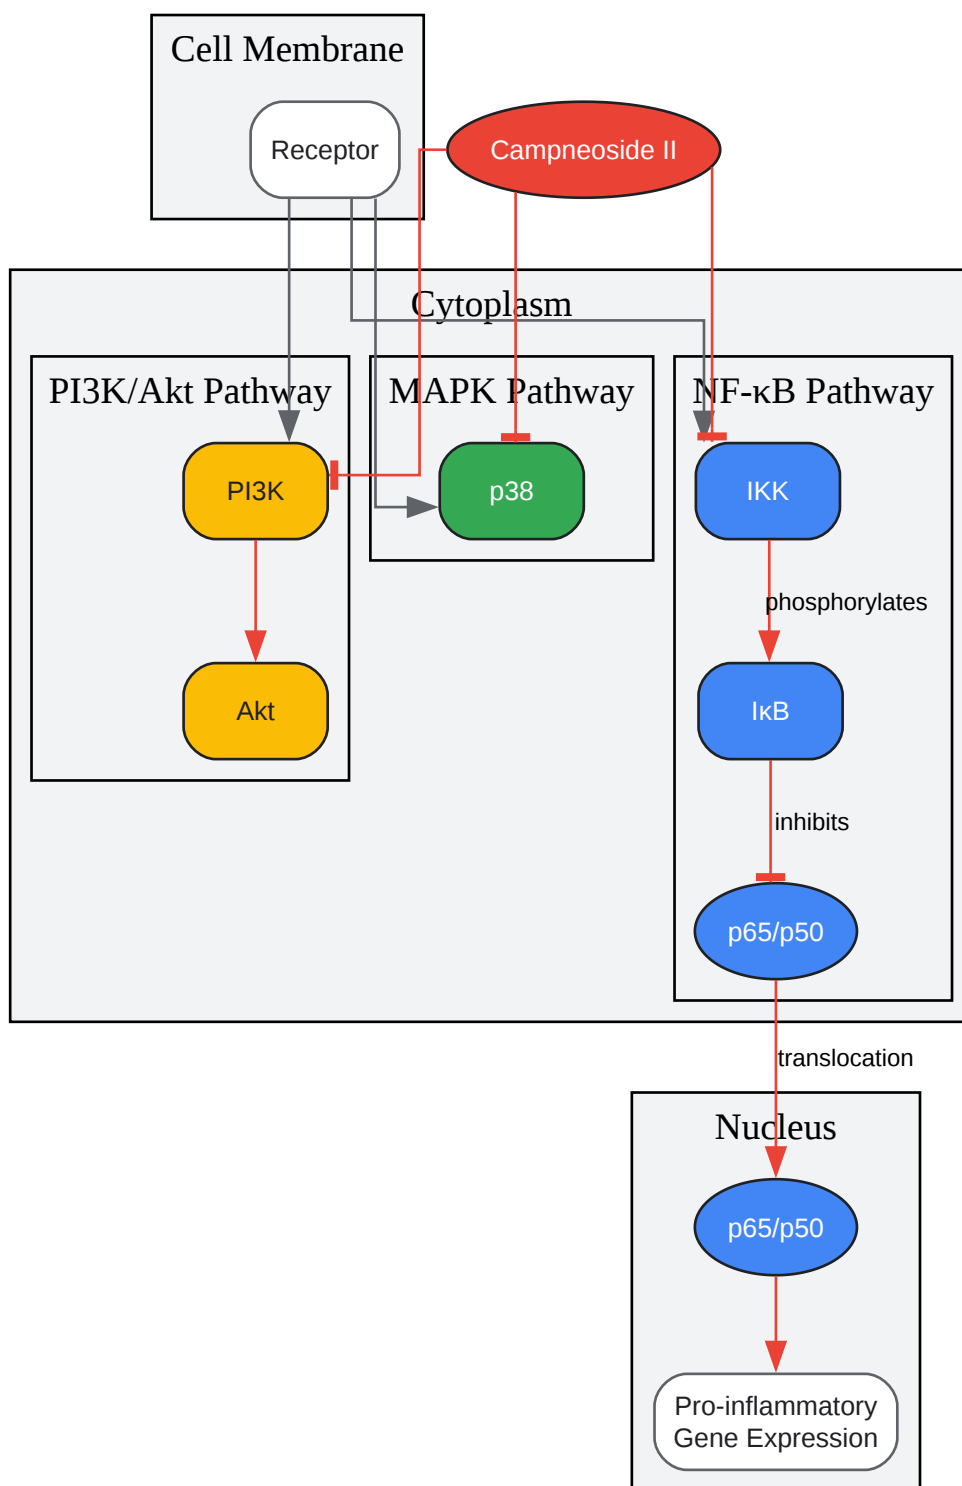 Cell Membrane
Receptor
Campneoside II
Cytoplasm
PI3K/Akt Pathway
MAPK Pathway
NF-κB Pathway
PI3K
p38
IKK
phosphorylates
Akt
IκB
inhibits
p65/p50
translocation
Nucleus
p65/p50
Pro-inflammatory
Gene Expression